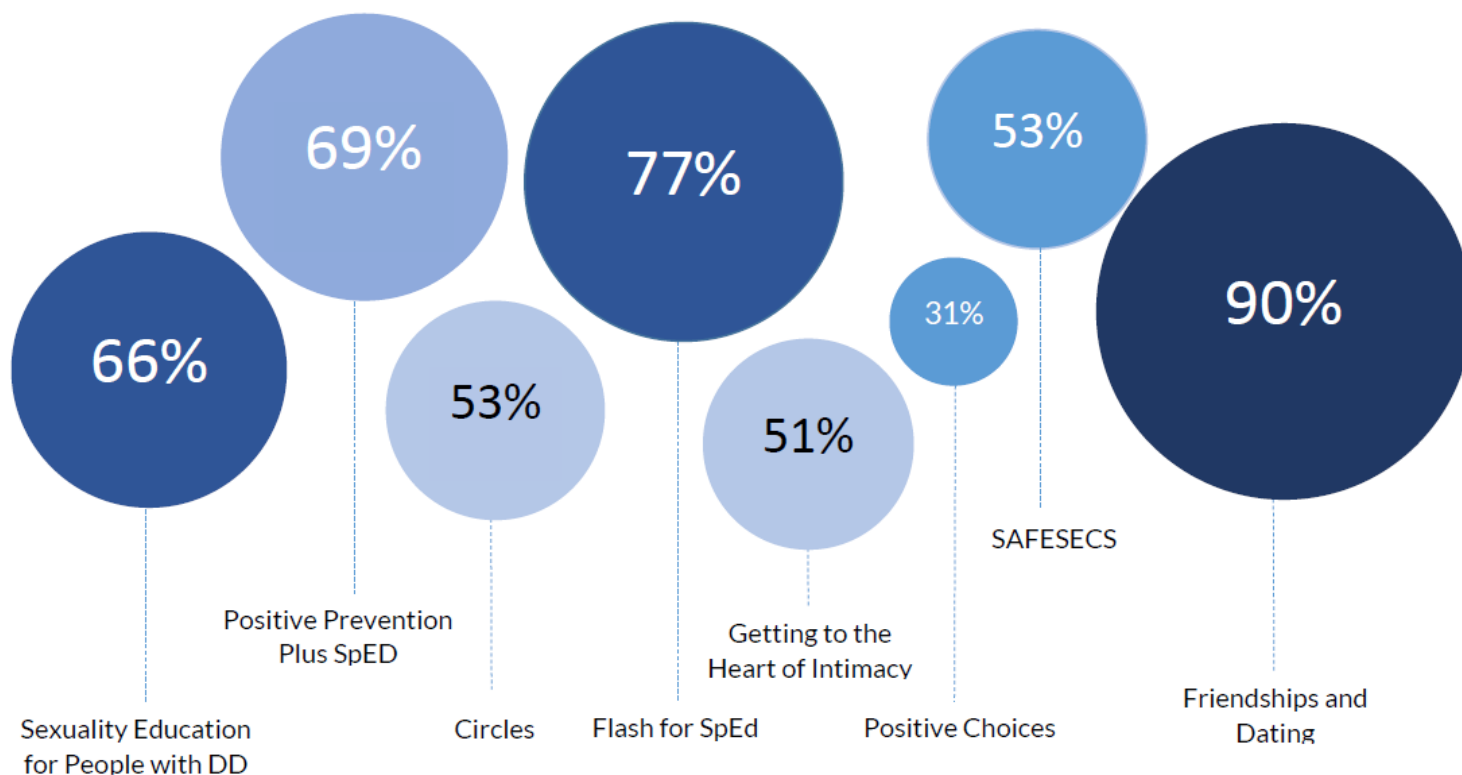 66%
69%
53%
77%
51%
31%
53%
90%
Sexuality Education
for People with DD
Positive Prevention
Plus SpED
Circles
Flash for SpEd
Getting to the
Heart of Intimacy
Positive Choices
SAFESECS
Friendships and
Dating